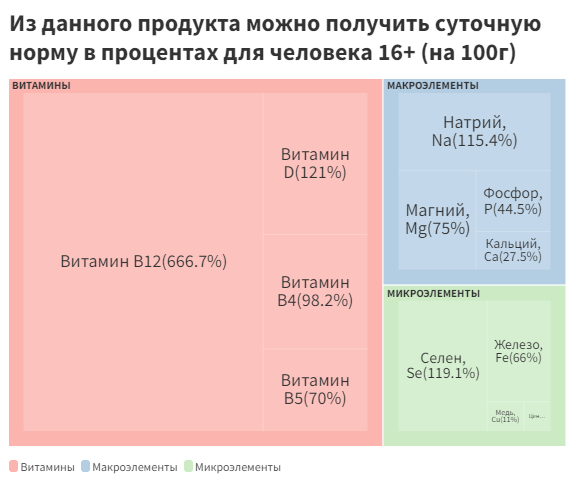 Из данного продукта можно получить суточную
норму в процентах для человека 16+ (на 100г)
ВИТАМИНЫ
Витамин B12(666.7%)
Витамин
D(121%)
Витамин
B4(98.2%)
Витамин
B5(70%)
МАКРОЭЛЕМЕНТЫ
Натрий,
Na(115.4%)
Магний,
Mg(75%)
Фосфор,
P(44.5%)
Кальций,
Ca(27.5%)
МИКРОЭЛЕМЕНТЫ
Селен,
Se(119.1%)
Железо,
Fe(66%)
Медь,
Cu(11%)
Цин...
Витамины Макроэлементы Микроэлементы